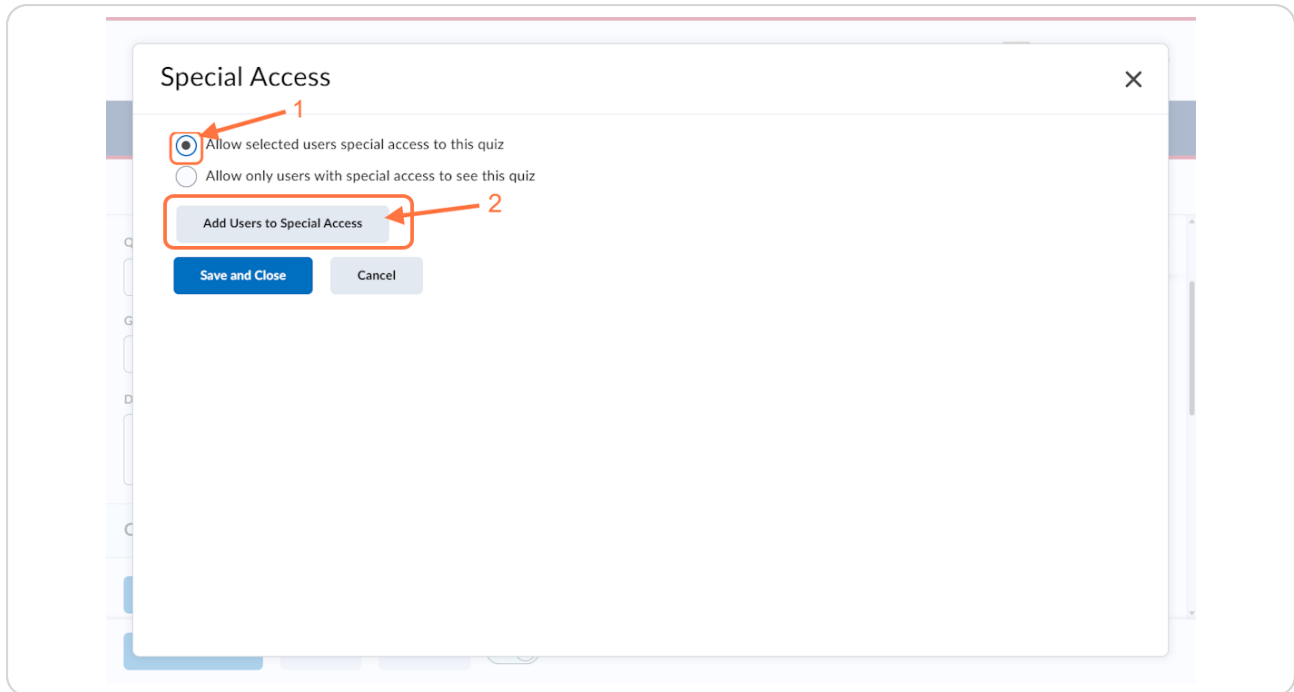 Special Access
1
Allow selected users special access to this quiz
Allow only users with special access to see this quiz
2
Add Users to Special Access
Save and Close
Cancel
Q
G
D